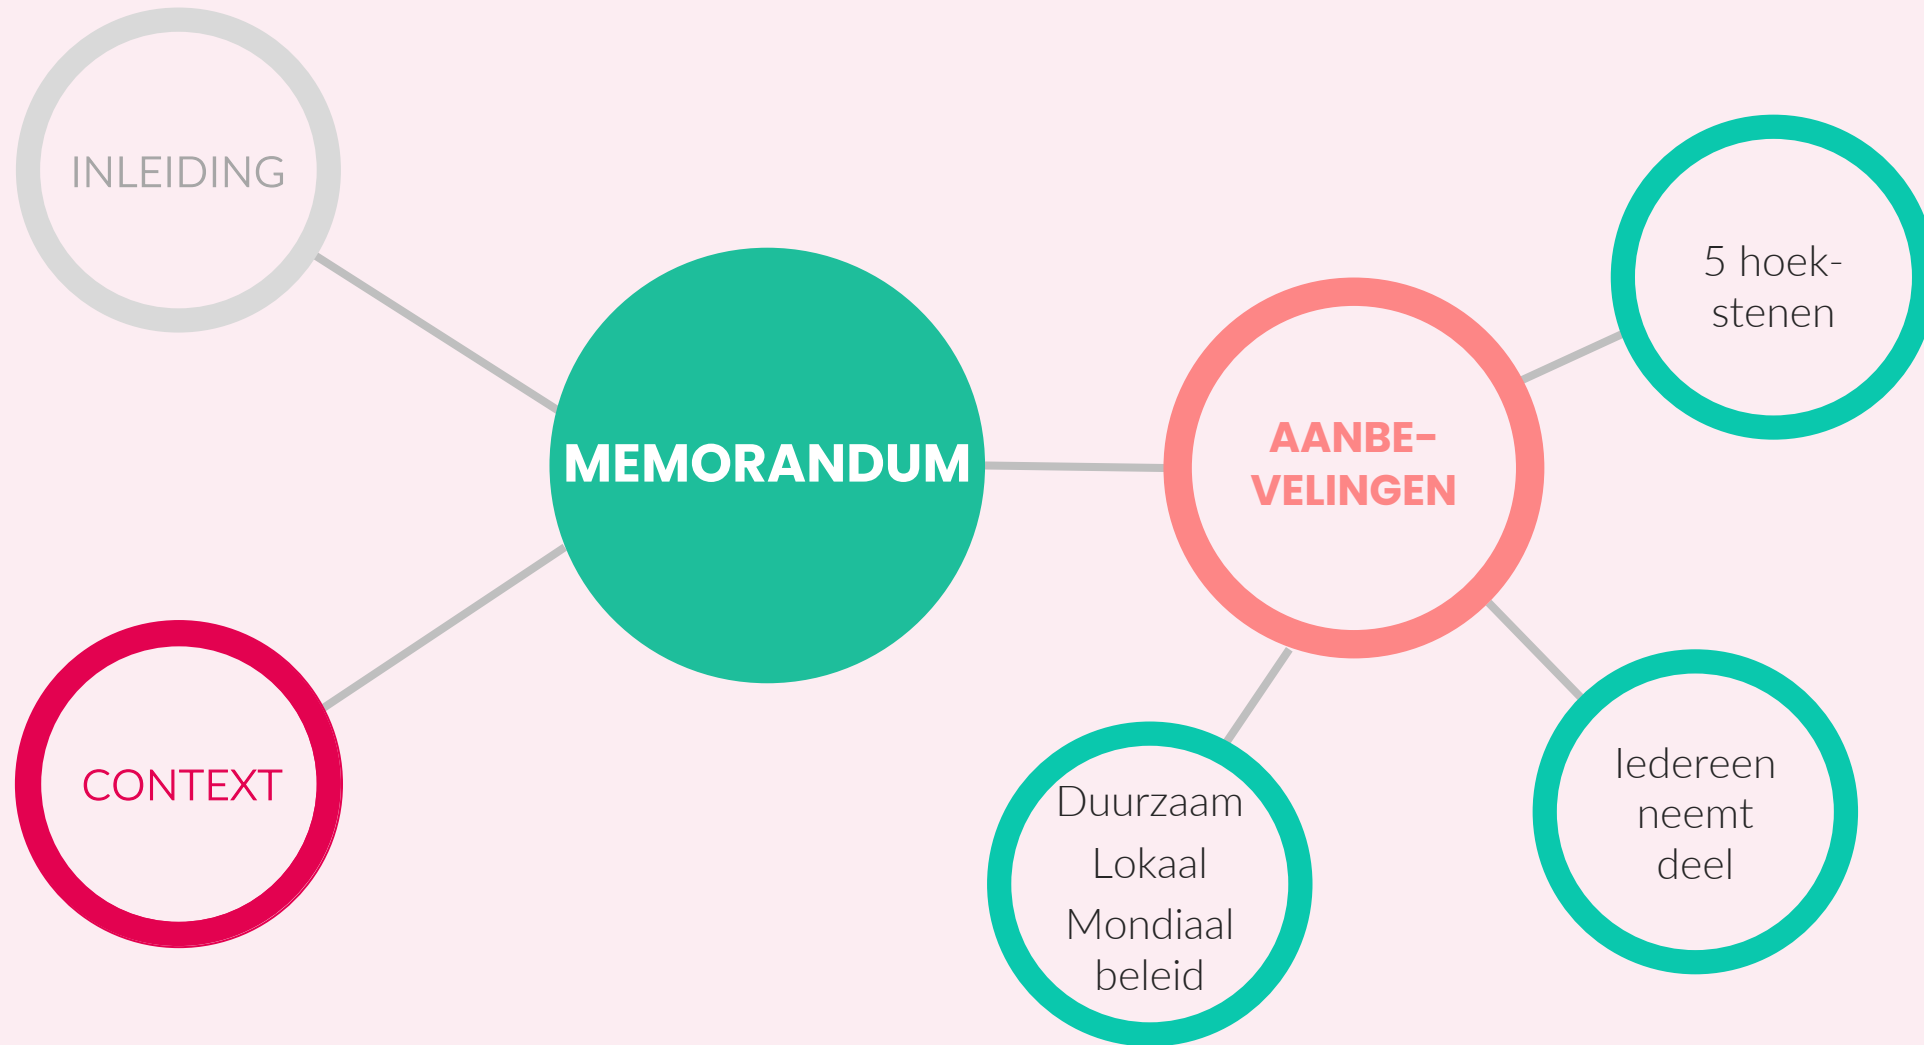 INLEIDING
CONTEXT
MEMORANDUM
AANBE-
VELINGEN
5 hoek-
stenen
Iedereen
neemt
deel
Duurzaam
Lokaal
Mondiaal
beleid